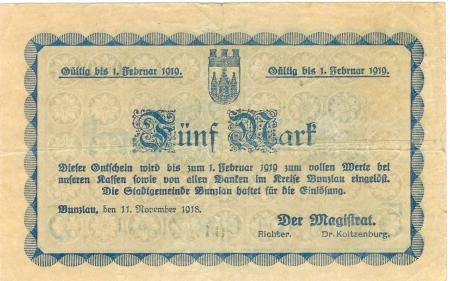 Gültig bis 1. Februar 1919. Gültig bis 1. Februar 1919.
Fünf Mark
Dieser Gutschein wird bis zum 1. Februar 1919 zum vollen Werte bei
unseren Kassen sowie von allen Banken im Kreise Bunzlau eingelöst.
Die Stadtgemeinde Bunzlau haftet für die Einlösung.
Bunzlau, den 11. November 1918.
Der Magistrat.
Richter. Dr. Koltzenburg.